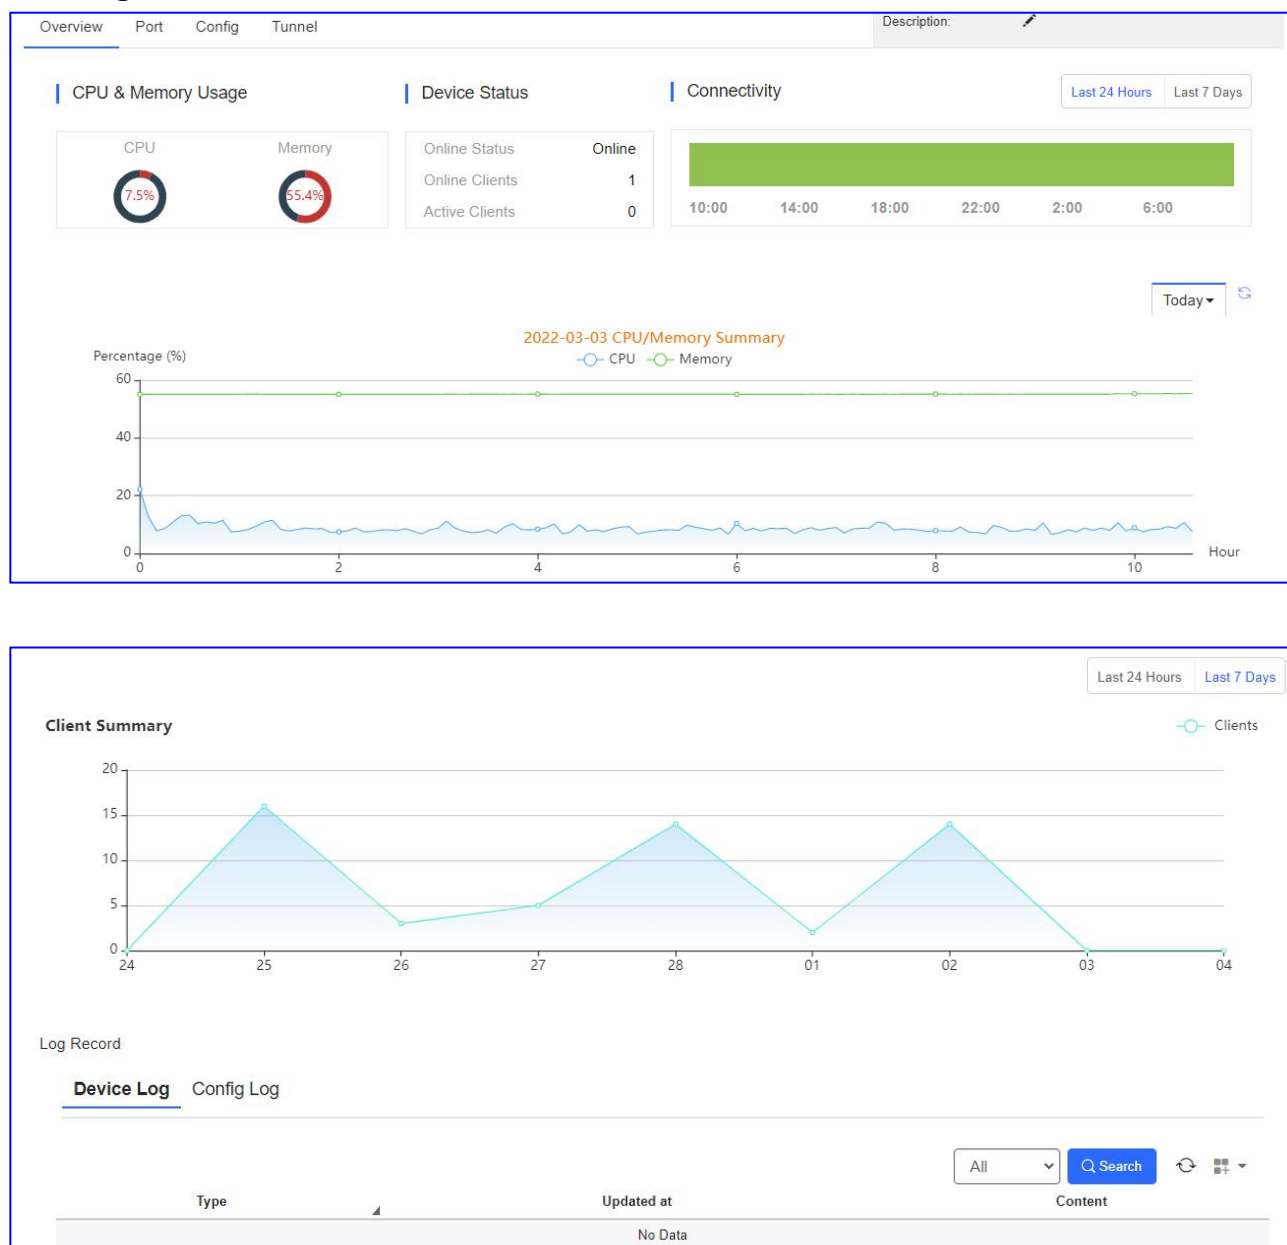 Overview Port Config Tunnel Description:
CPU & Memory Usage Device Status Connectivity Last 24 Hours Last 7 Days
CPU Memory Online Status Online
7.5% 55.4% Online Clients 1
Active Clients 0
10:00 14:00 18:00 22:00 2:00 6:00
Today
2022-03-03 CPU/Memory Summary
Percentage (%) CPU Memory
60
40
20
0 Hour
0 2 4 6 8 10
Last 24 Hours Last 7 Days
Client Summary Clients
20
15
10
5
0
24 25 26 27 28 01 02 03 04
Log Record
Device Log Config Log
All Search
Type Updated at Content
No Data